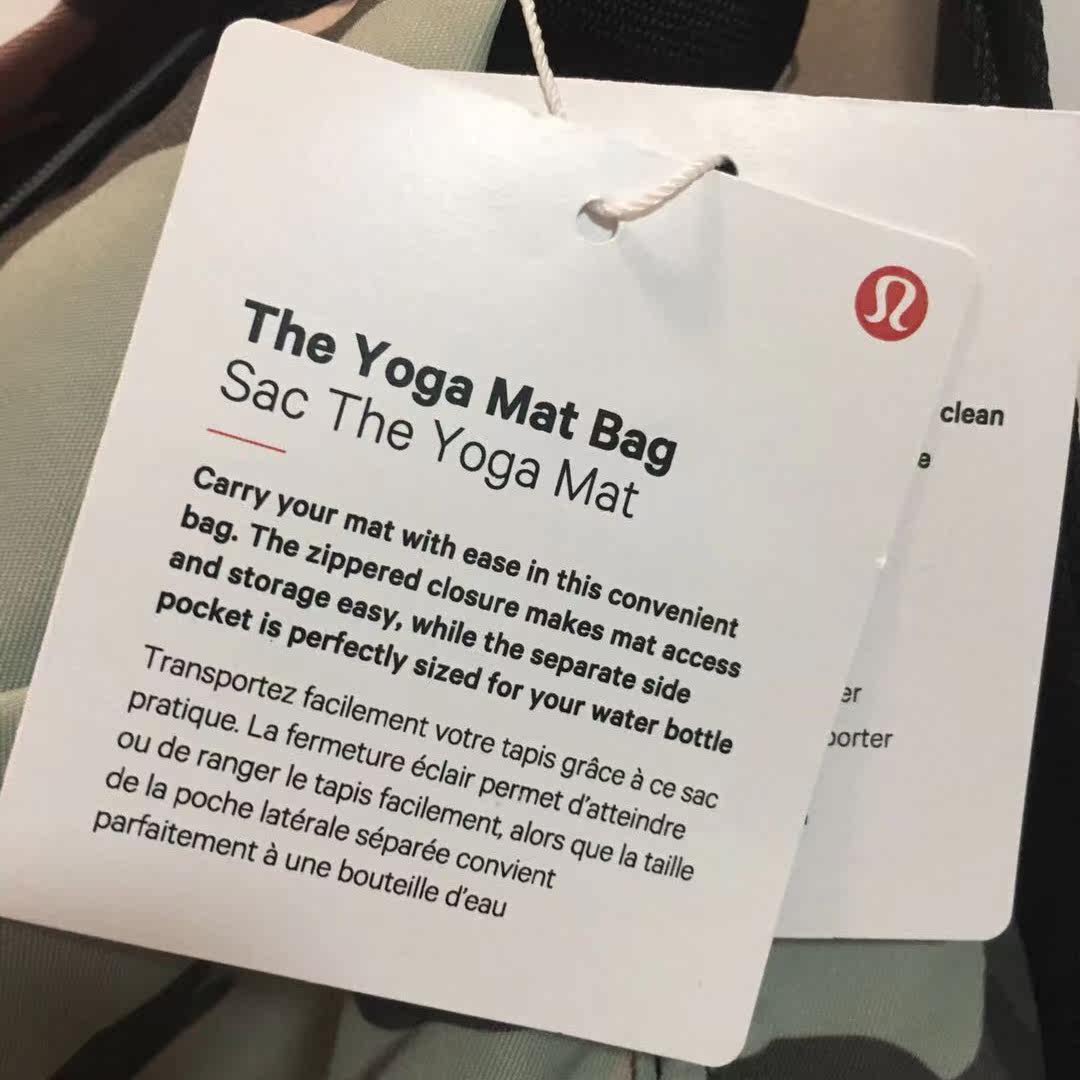 The Yoga Mat Bag
Sac The Yoga Mat
Carry your mat with ease in this convenient
bag. The zippered closure makes mat access
and storage easy, while the separate side
pocket is perfectly sized for your water bottle
Transportez facilement votre tapis grâce à ce sac
pratique. La fermeture éclair permet d'atteindre
ou de ranger le tapis facilement, alors que la taille
de la poche latérale séparée convient
parfaitement à une bouteille d'eau
clean